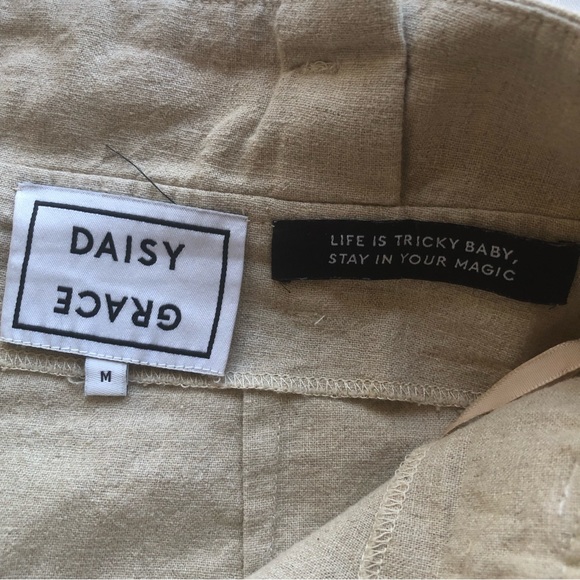 DAISY
GRACE
M
LIFE IS TRICKY BABY,
STAY IN YOUR MAGIC